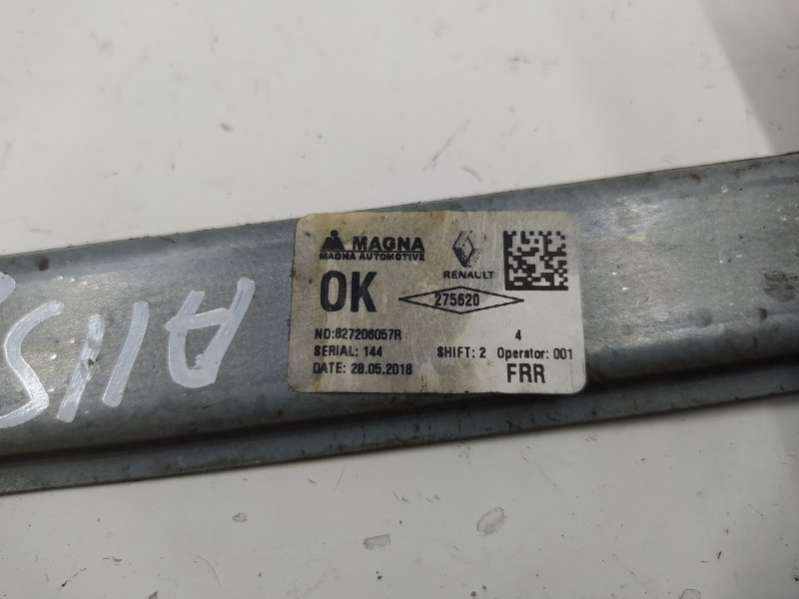 MAGNA
MAGNA AUTOMOTIVE
RENAULT
OK
275620
NO:827206057R
4
SERIAL: 144
SHIFT: 2 Operator: 001
DATE: 28.05.2018
FRR